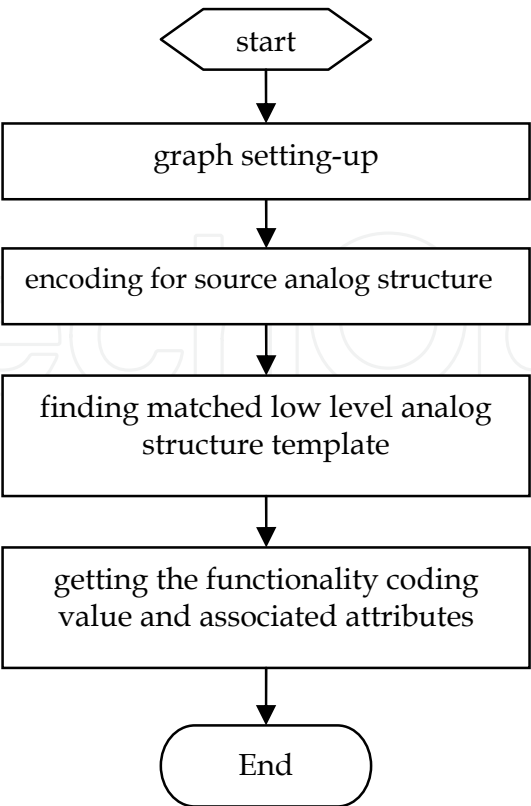 start
graph setting-up
encoding for source analog structure
finding matched low level analog
structure template
getting the functionality coding
value and associated attributes
End